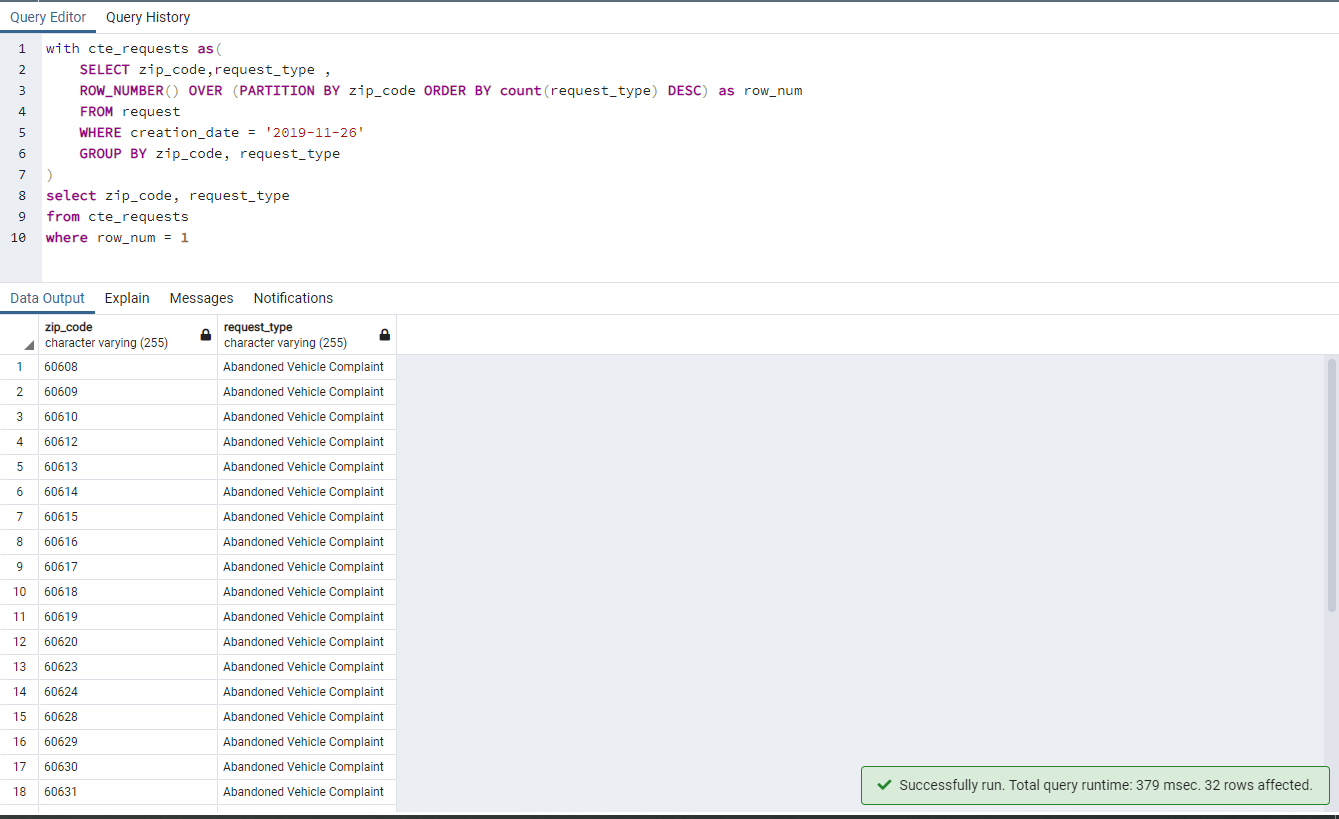 Query Editor Query History
1 with cte_requests as(
2 SELECT zip_code,request_type ,
3 ROW_NUMBER() OVER (PARTITION BY zip_code ORDER BY count(request_type) DESC) as row_num
4 FROM request
5 WHERE creation_date = '2019-11-26'
6 GROUP BY zip_code, request_type
7 )
8 select zip_code, request_type
9 from cte_requests
10 where row_num = 1
Data Output Explain Messages Notifications
zip_code request_type
character varying (255) character varying (255)
1 60608 Abandoned Vehicle Complaint
2 60609 Abandoned Vehicle Complaint
3 60610 Abandoned Vehicle Complaint
4 60612 Abandoned Vehicle Complaint
5 60613 Abandoned Vehicle Complaint
6 60614 Abandoned Vehicle Complaint
7 60615 Abandoned Vehicle Complaint
8 60616 Abandoned Vehicle Complaint
9 60617 Abandoned Vehicle Complaint
10 60618 Abandoned Vehicle Complaint
11 60619 Abandoned Vehicle Complaint
12 60620 Abandoned Vehicle Complaint
13 60623 Abandoned Vehicle Complaint
14 60624 Abandoned Vehicle Complaint
15 60628 Abandoned Vehicle Complaint
16 60629 Abandoned Vehicle Complaint
17 60630 Abandoned Vehicle Complaint
18 60631 Abandoned Vehicle Complaint
Successfully run. Total query runtime: 379 msec. 32 rows affected.